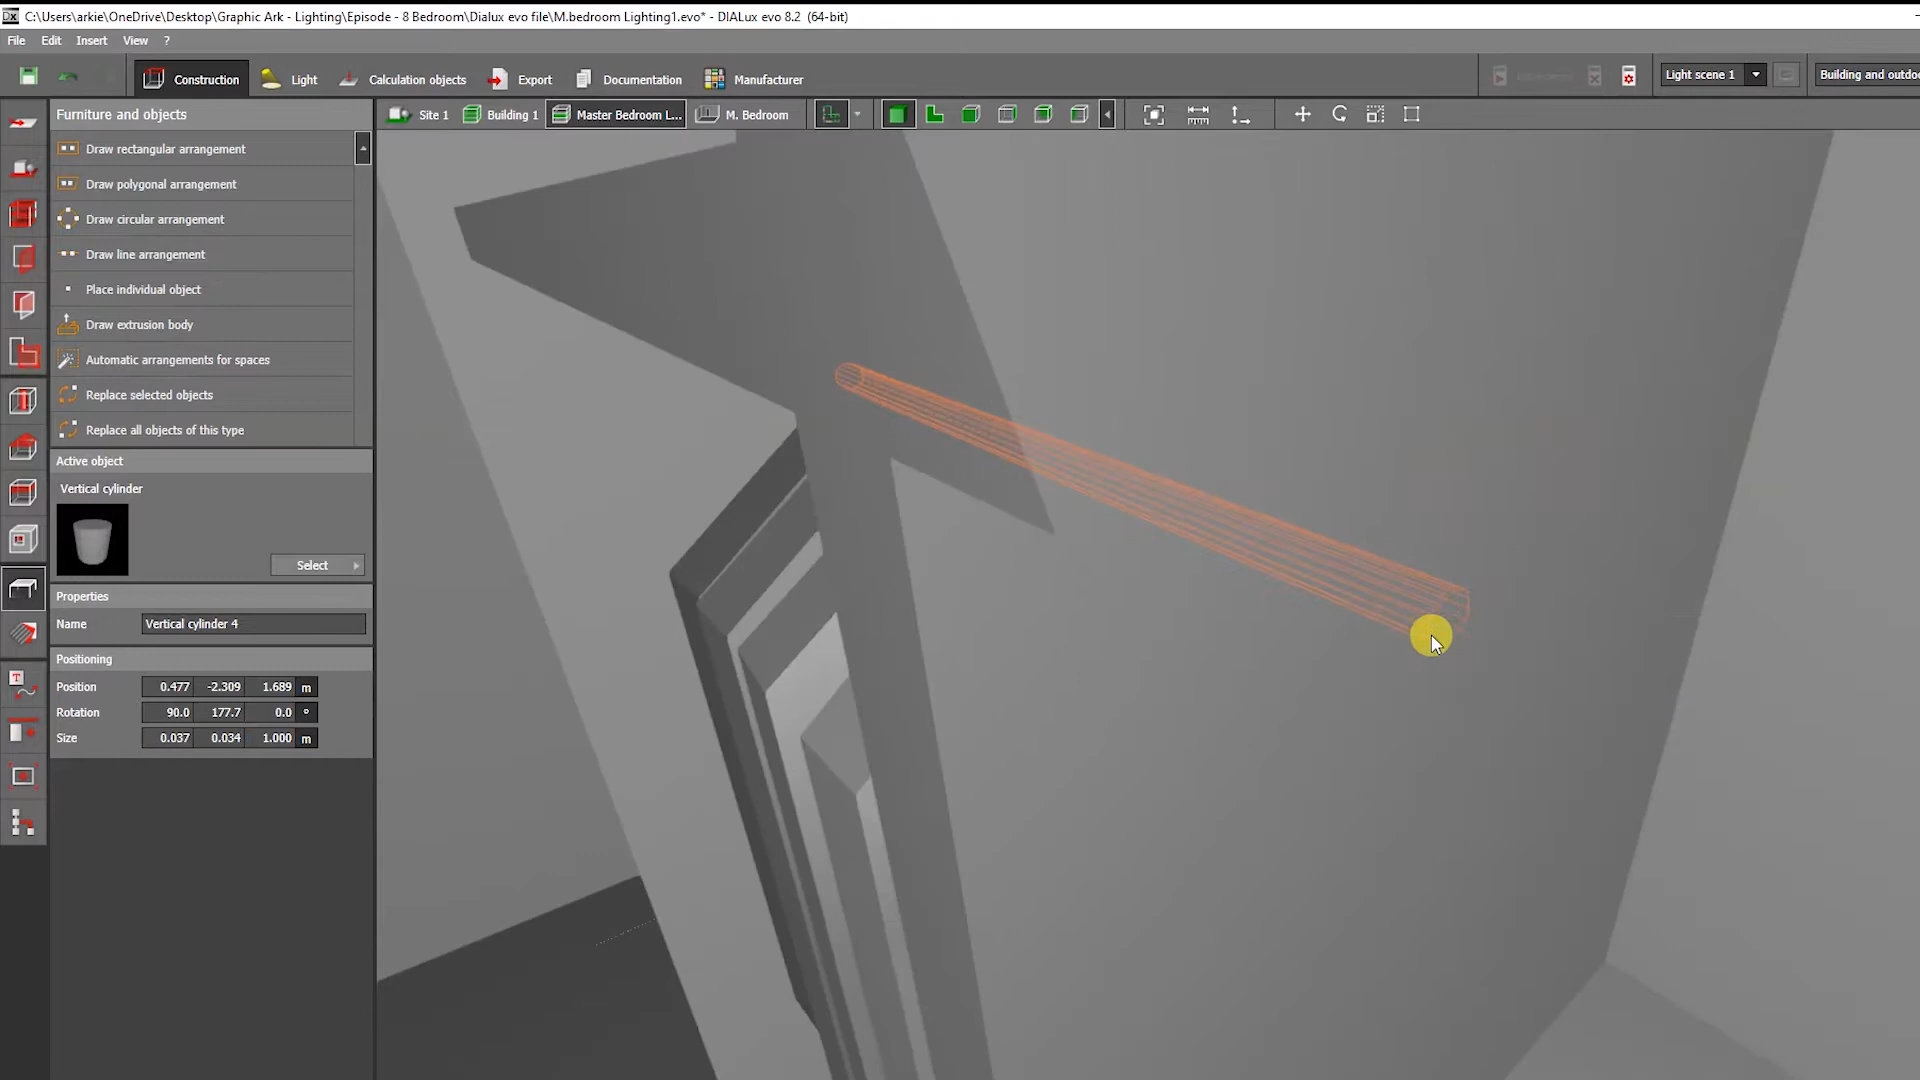 C:\Users\arkie\OneDrive\Desktop\Graphic Ark - Lighting\Episode - 8 Bedroom\Dialux evo file\M.bedroom Lighting1.evo* - DIALux evo 8.2 (64-bit)
File Edit Insert View ?
Construction Light Calculation objects Export Documentation Manufacturer Light scene 1 Building and outdoo
Furniture and objects Site 1 Building 1 Master Bedroom L... M. Bedroom
Draw rectangular arrangement
Draw polygonal arrangement
Draw circular arrangement
Draw line arrangement
Place individual object
Draw extrusion body
Automatic arrangements for spaces
Replace selected objects
Replace all objects of this type
Active object
Vertical cylinder
Select
Properties
Name Vertical cylinder 4
Positioning
Position 0.477 -2.309 1.689 m
Rotation 90.0 177.7 0.0 °
Size 0.037 0.034 1.000 m